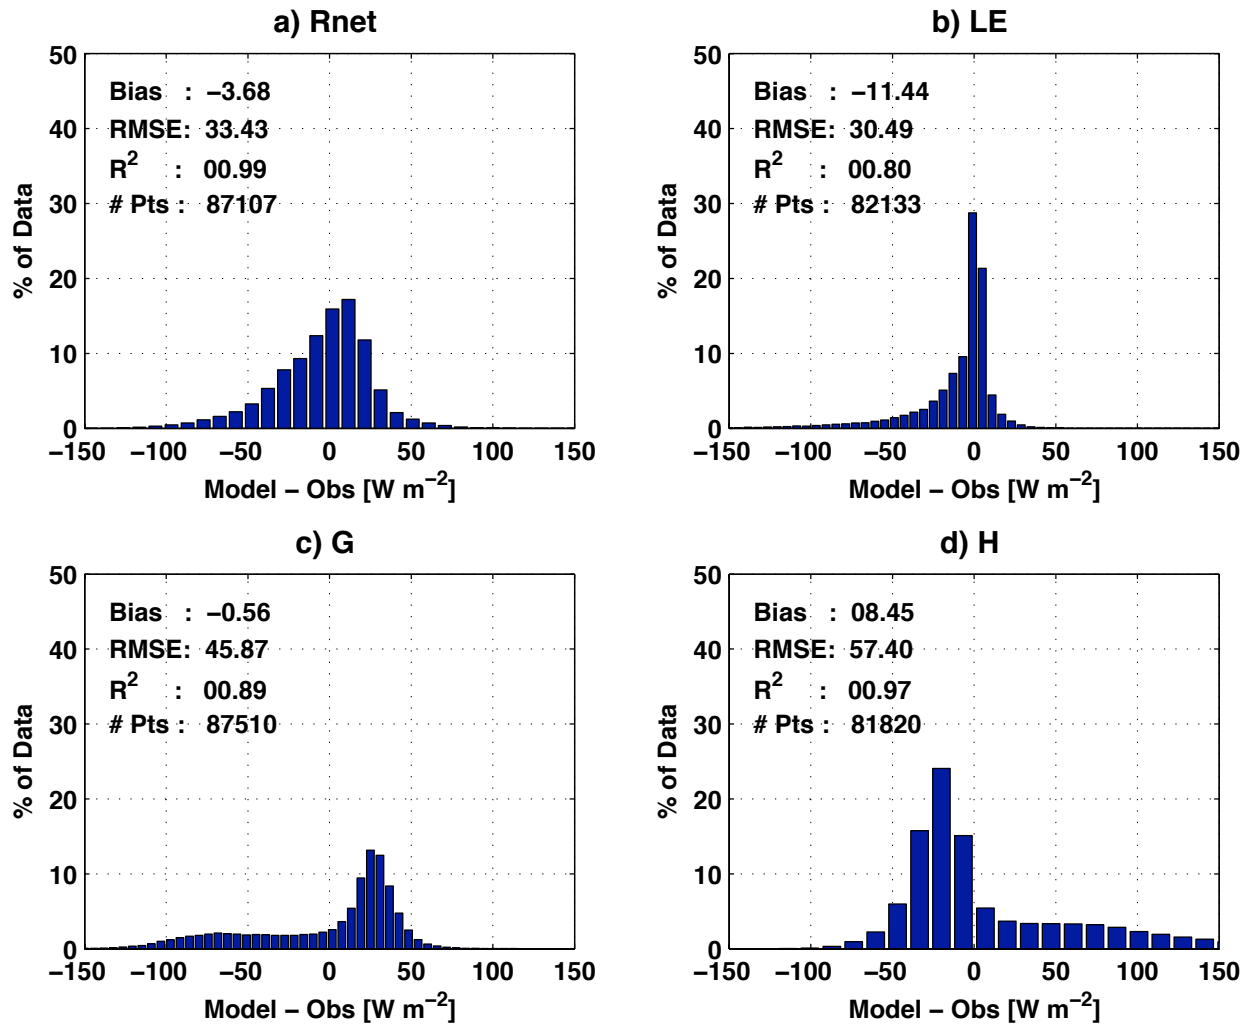 a) Rnet
50
40
30
20
10
0
% of Data
Bias : −3.68
RMSE: 33.43
R² : 00.99
# Pts : 87107
−150 −100 −50 0 50 100 150
Model − Obs [W m⁻²]
b) LE
50
40
30
20
10
0
% of Data
Bias : −11.44
RMSE: 30.49
R² : 00.80
# Pts : 82133
−150 −100 −50 0 50 100 150
Model − Obs [W m⁻²]
c) G
50
40
30
20
10
0
% of Data
Bias : −0.56
RMSE: 45.87
R² : 00.89
# Pts : 87510
−150 −100 −50 0 50 100 150
Model − Obs [W m⁻²]
d) H
50
40
30
20
10
0
% of Data
Bias : 08.45
RMSE: 57.40
R² : 00.97
# Pts : 81820
−150 −100 −50 0 50 100 150
Model − Obs [W m⁻²]